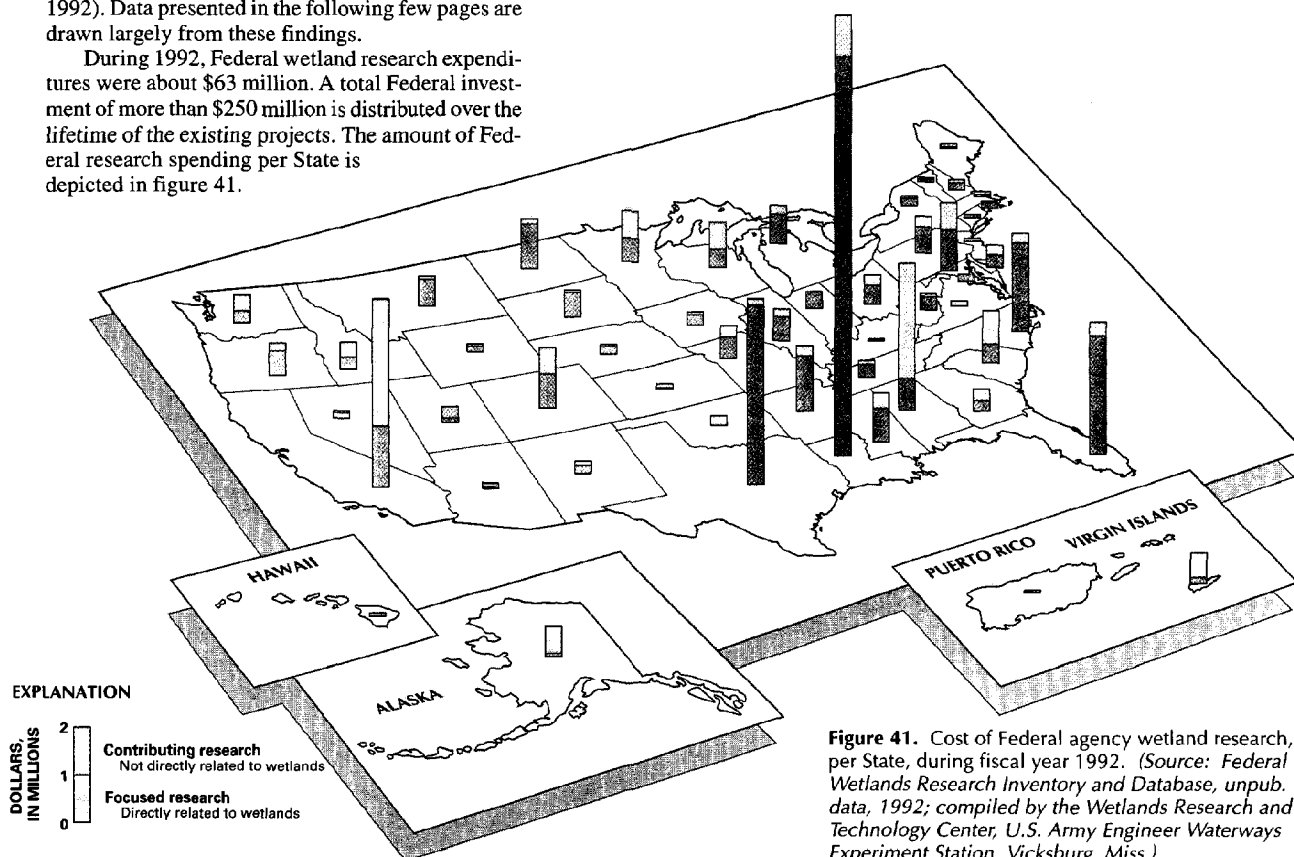 1992). Data presented in the following few pages are
drawn largely from these findings.
During 1992, Federal wetland research expendi-
tures were about $63 million. A total Federal invest-
ment of more than $250 million is distributed over the
lifetime of the existing projects. The amount of Fed-
eral research spending per State is
depicted in figure 41.
HAWAII
ALASKA
PUERTO RICO
VIRGIN ISLANDS
EXPLANATION
DOLLARS,
IN MILLIONS
2
1
0
Contributing research
Not directly related to wetlands
Focused research
Directly related to wetlands
Figure 41. Cost of Federal agency wetland research,
per State, during fiscal year 1992. (Source: Federal
Wetlands Research Inventory and Database, unpub.
data, 1992; compiled by the Wetlands Research and
Technology Center, U.S. Army Engineer Waterways
Experiment Station, Vicksburg, Miss.)